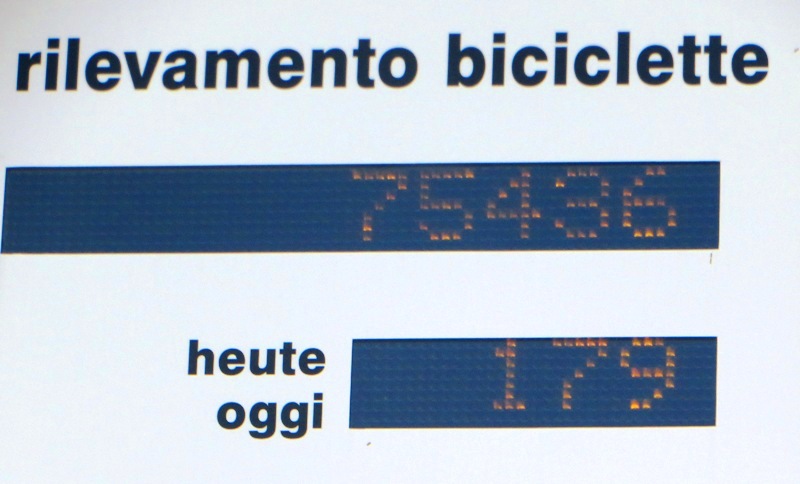 rilevamento biciclette
75436
heute 179
oggi